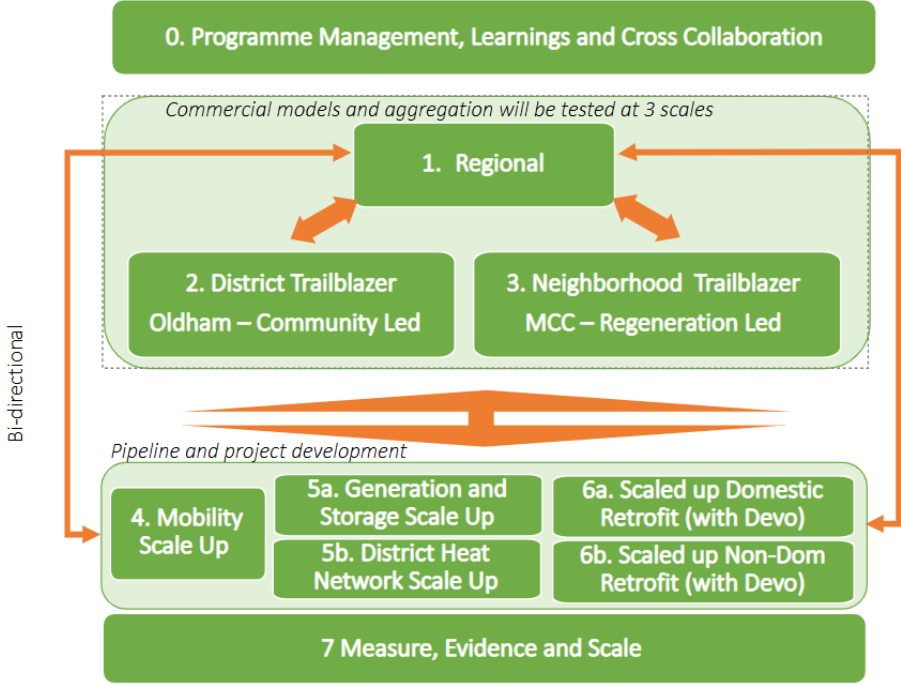 0. Programme Management, Learnings and Cross Collaboration
Commercial models and aggregation will be tested at 3 scales
1. Regional
2. District Trailblazer
Oldham – Community Led
3. Neighborhood Trailblazer
MCC – Regeneration Led
Bi-directional
Pipeline and project development
4. Mobility
Scale Up
5a. Generation and
Storage Scale Up
5b. District Heat
Network Scale Up
6a. Scaled up Domestic
Retrofit (with Devo)
6b. Scaled up Non-Dom
Retrofit (with Devo)
7 Measure, Evidence and Scale